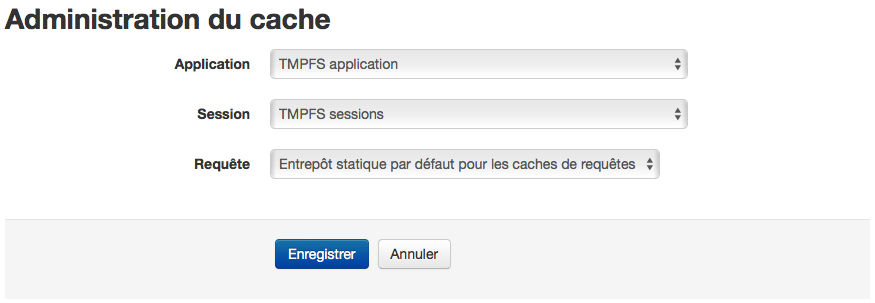 Administration du cache
Application TMPFS application
Session TMPFS sessions
Requête Entrepôt statique par défaut pour les caches de requêtes
Enregistrer Annuler